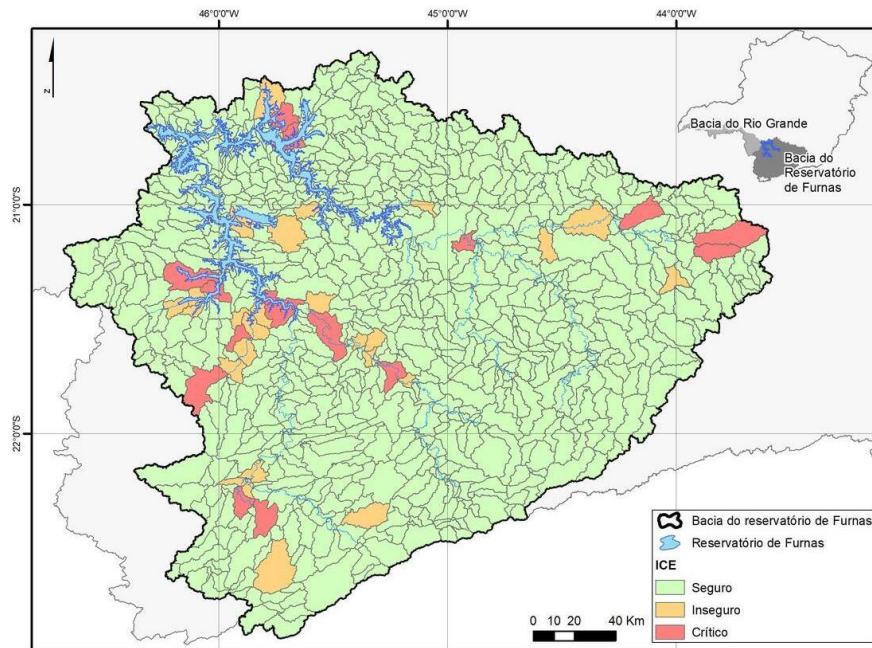 46°0'0"W
45°0'0"W
44°0'0"W
N
Bacia do Rio Grande
Bacia do
Reservatório
de Furnas
21°0'0"S
22°0'0"S
Bacia do reservatório de Furnas
Reservatório de Furnas
ICE
Seguro
Inseguro
Crítico
0 10 20 40 Km